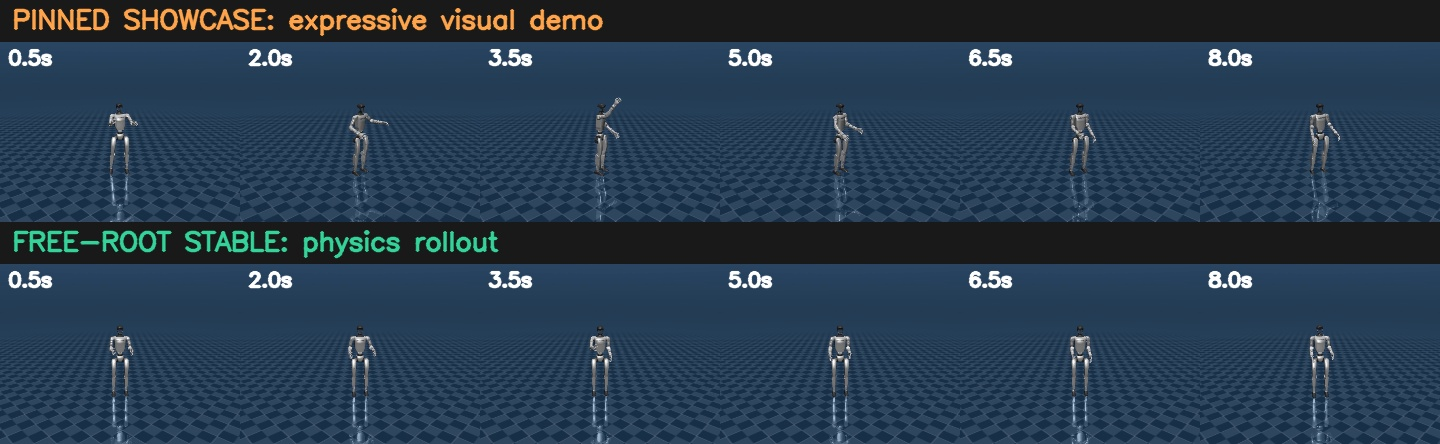 PINNED SHOWCASE: expressive visual demo
0.5s 2.0s 3.5s 5.0s 6.5s 8.0s
FREE-ROOT STABLE: physics rollout
0.5s 2.0s 3.5s 5.0s 6.5s 8.0s